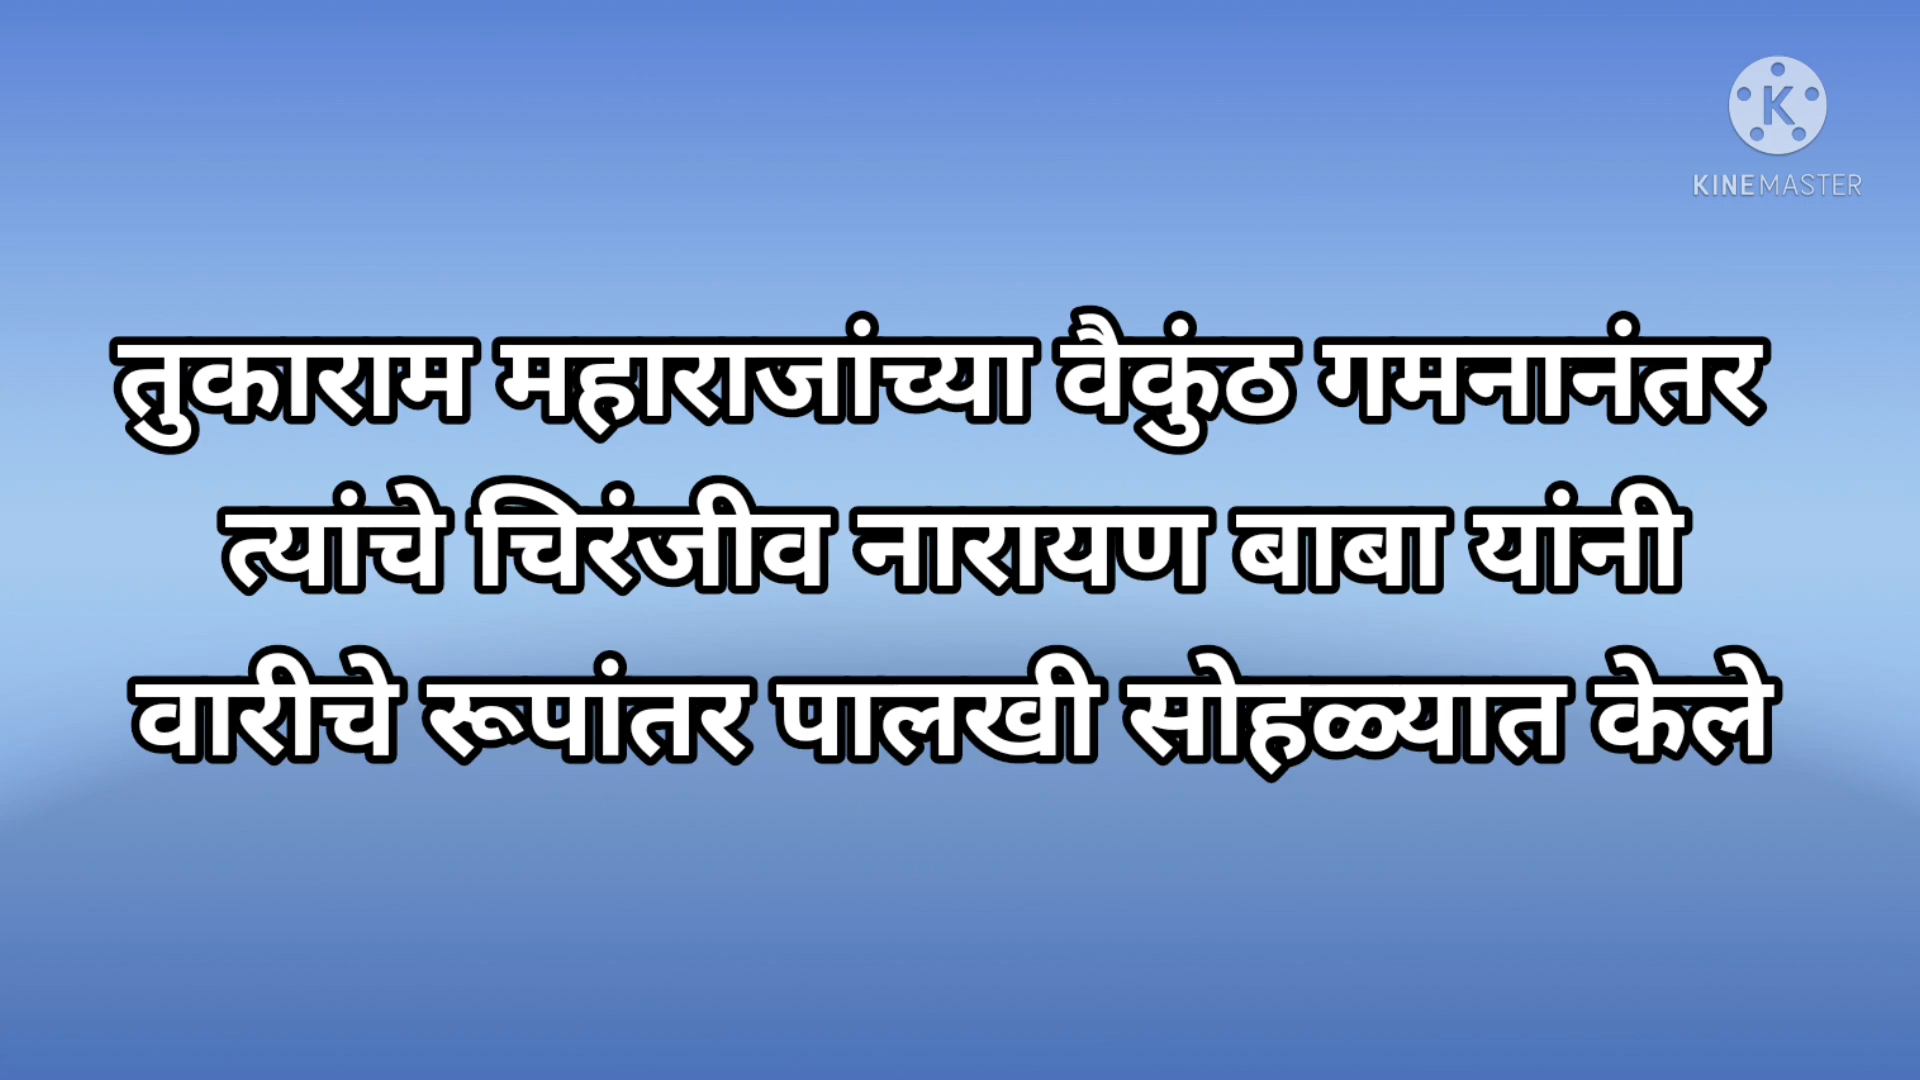 K
KINEMASTER
तुकाराम महाराजांच्या वैकुंठ गमनानंतर
त्यांचे चिरंजीव नारायण बाबा यांनी
वारीचे रूपांतर पालखी सोहळ्यात केले